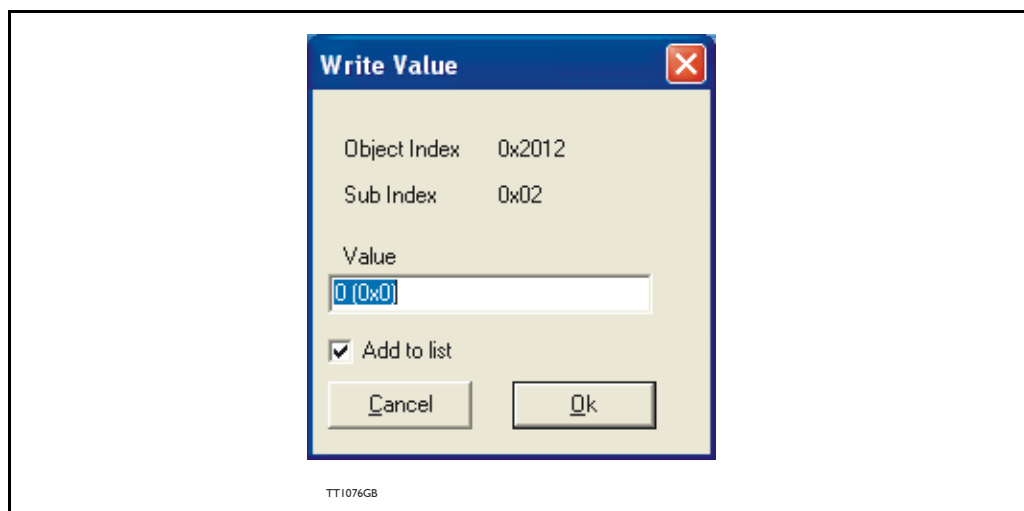 Write Value
Object Index 0x2012
Sub Index 0x02
Value
0 (0x0)
Add to list
Cancel Ok
TT1076GB